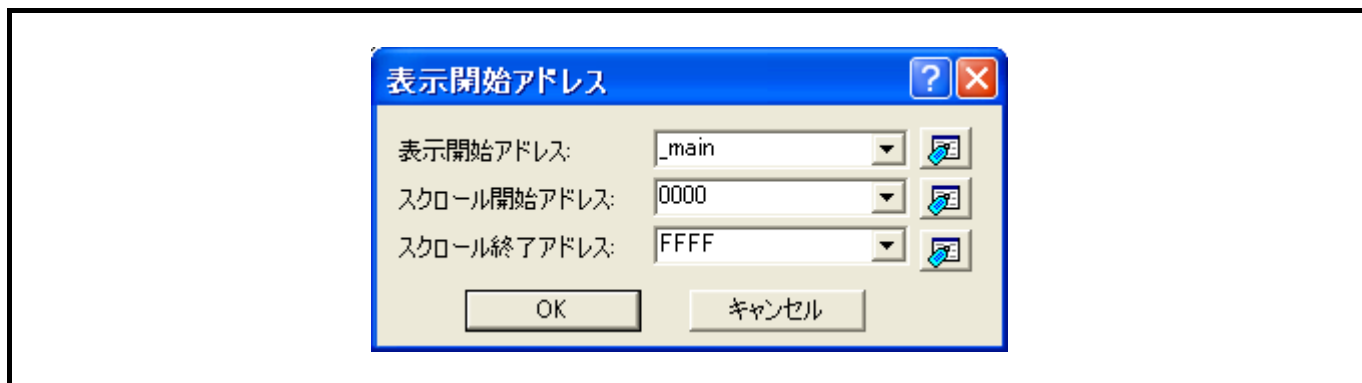 表示開始アドレス
表示開始アドレス: _main
スクロール開始アドレス: 0000
スクロール終了アドレス: FFFF
OK キャンセル